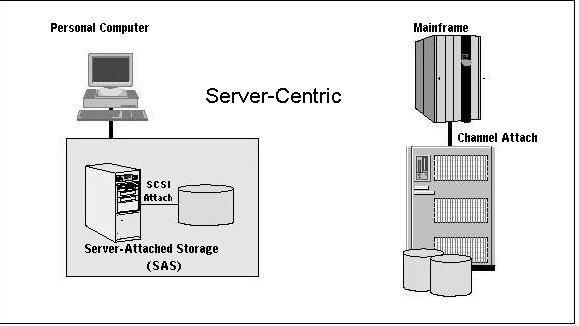 Personal Computer
Mainframe
Server-Centric
Channel Attach
SCSI
Attach
Server-Attached Storage
(SAS)